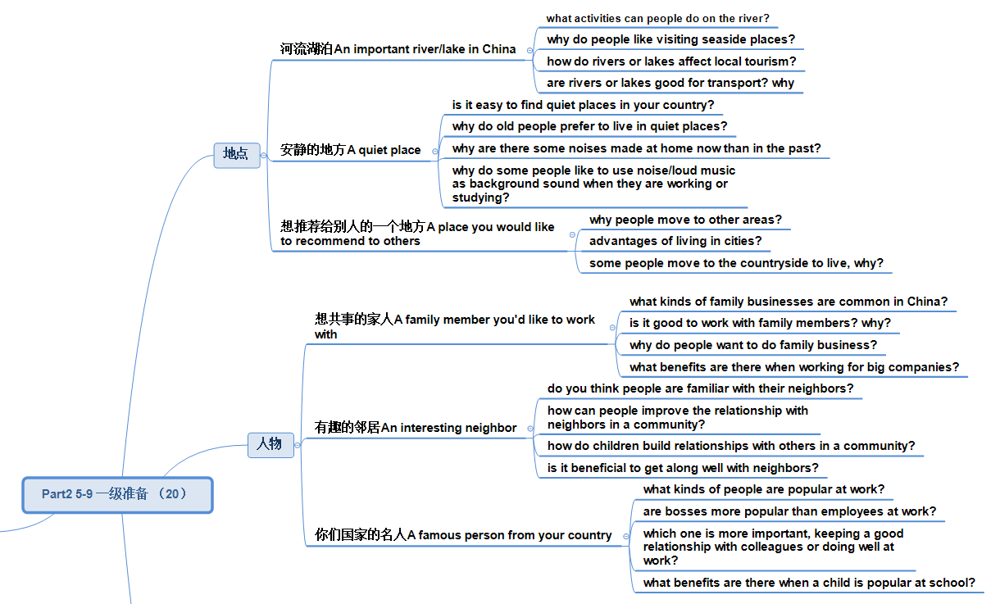 what activities can people do on the river?
河流湖泊An important river/lake in China
why do people like visiting seaside places?
how do rivers or lakes affect local tourism?
are rivers or lakes good for transport? why
地点
安静的地方A quiet place
is it easy to find quiet places in your country?
why do old people prefer to live in quiet places?
why are there some noises made at home now than in the past?
why do some people like to use noise/loud music
as background sound when they are working or
studying?
想推荐给别人的一个地方A place you would like
to recommend to others
why people move to other areas?
advantages of living in cities?
some people move to the countryside to live, why?
人物
想共事的家人A family member you'd like to work
with
what kinds of family businesses are common in China?
is it good to work with family members? why?
why do people want to do family business?
what benefits are there when working for big companies?
有趣的邻居An interesting neighbor
do you think people are familiar with their neighbors?
how can people improve the relationship with
neighbors in a community?
how do children build relationships with others in a community?
is it beneficial to get along well with neighbors?
你们国家的名人A famous person from your country
what kinds of people are popular at work?
are bosses more popular than employees at work?
which one is more important, keeping a good
relationship with colleagues or doing well at
work?
what benefits are there when a child is popular at school?
Part2 5-9 一级准备 （20）